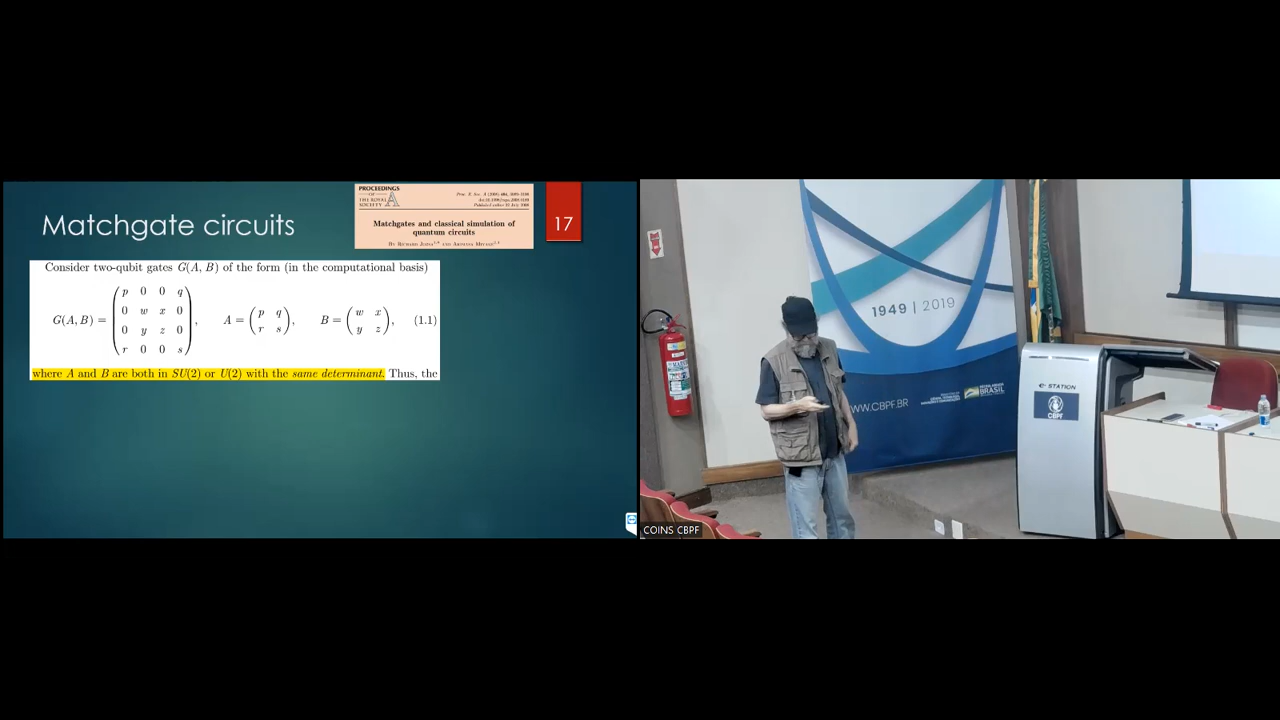 Matchgate circuits
PROCEEDINGS
OF
THE ROYAL
SOCIETY A
Matchgates and classical simulation of
quantum circuits
17
Consider two-qubit gates G(A, B) of the form (in the computational basis)
G(A, B) = ( p 0 0 q
0 w x 0
0 y z 0
r 0 0 s ), A = ( p q
r s ), B = ( w x
y z ), (1.1)
where A and B are both in SU(2) or U(2) with the same determinant. Thus, the
1949 | 2019
WWW.CBPF.BR
BRASIL
e-STATION
CBPF
COINS CBPF